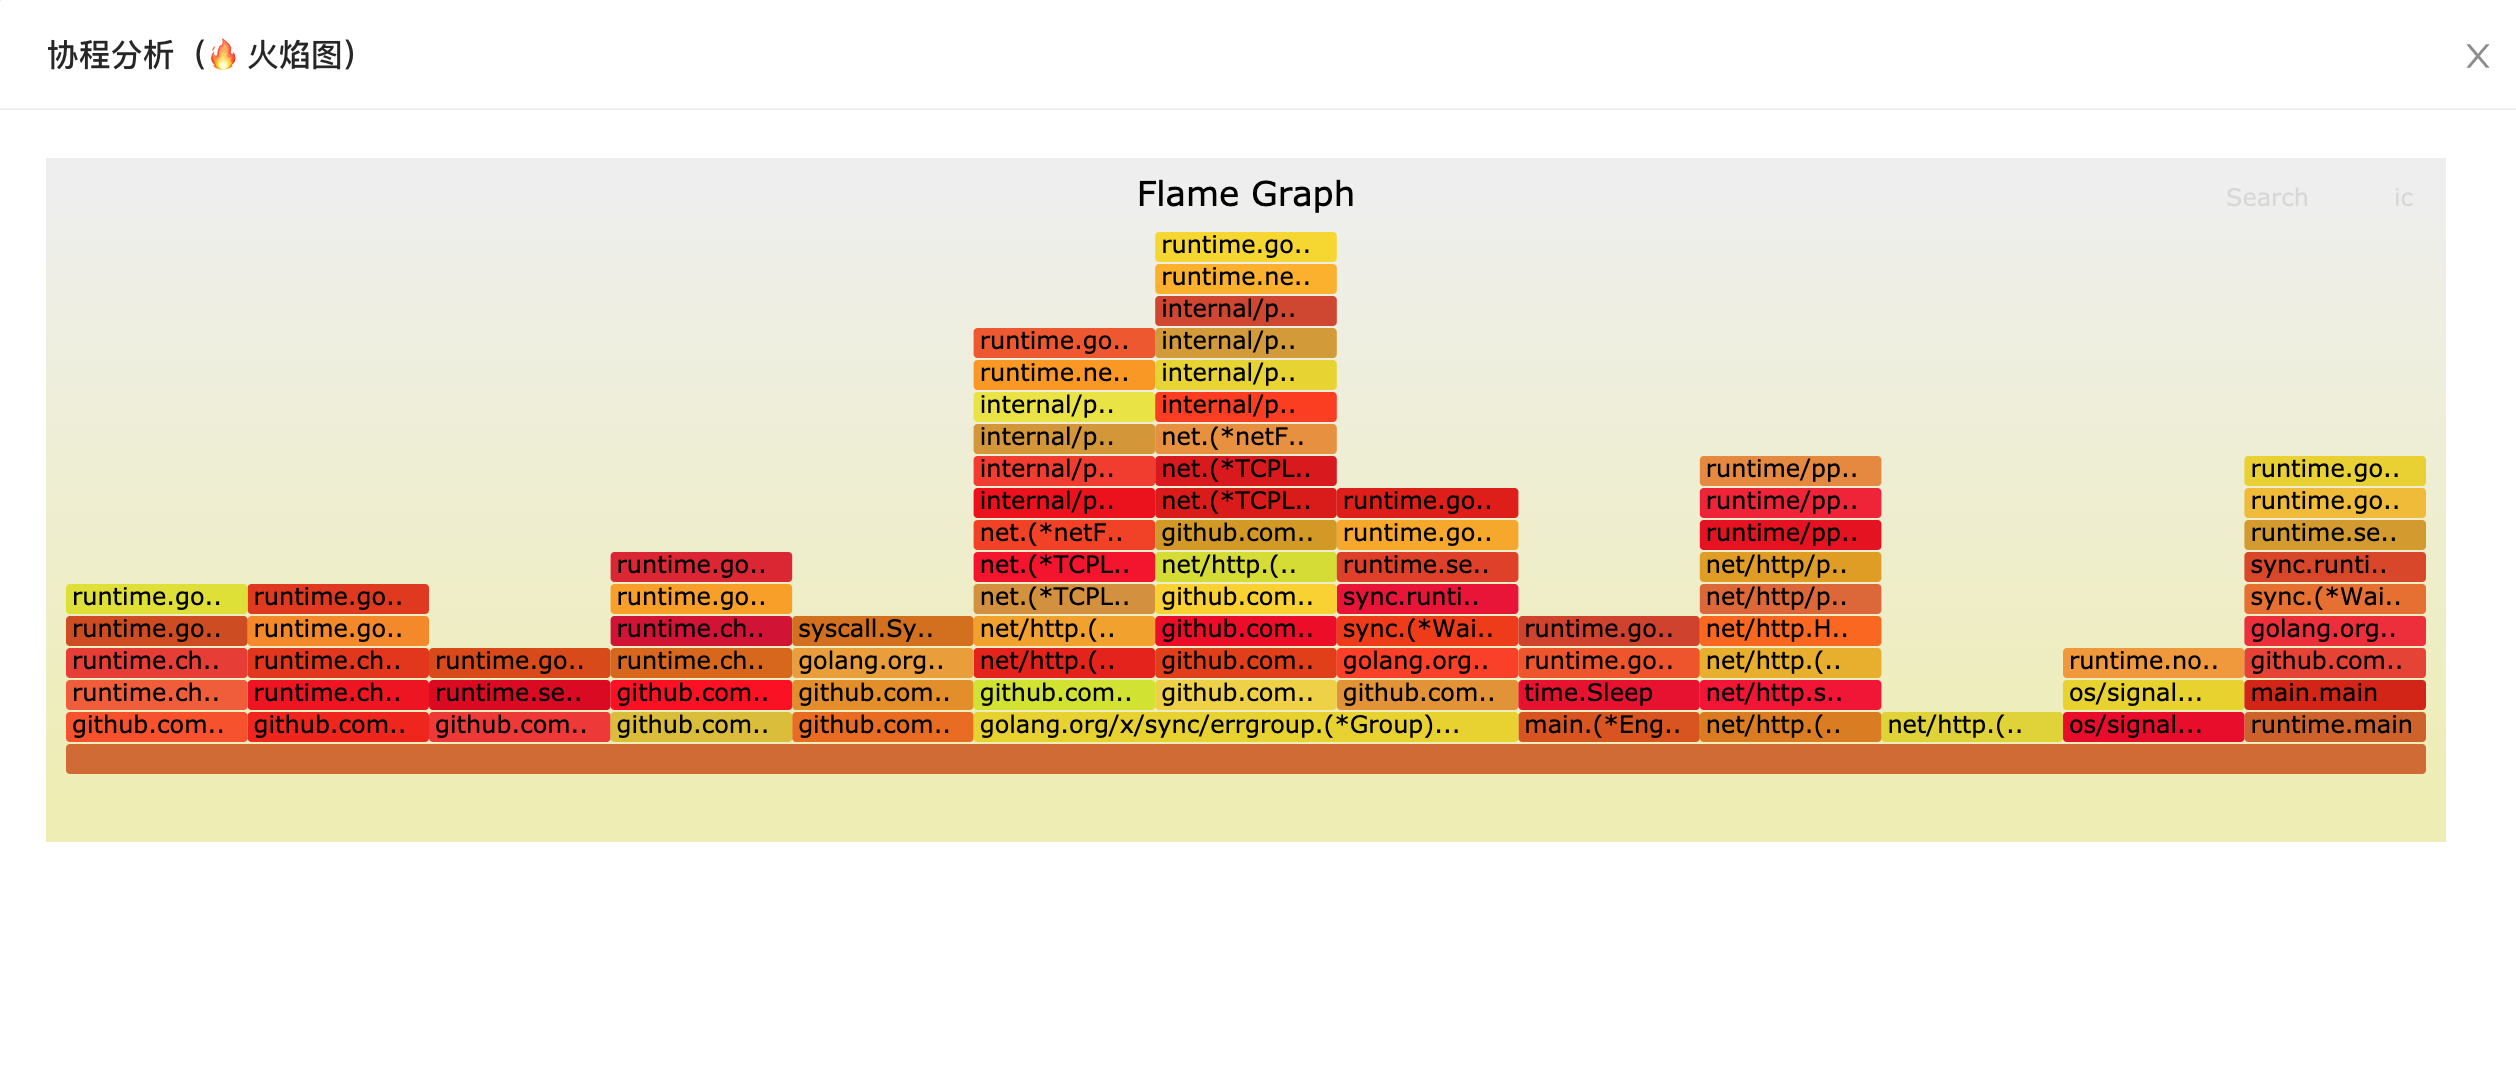 协程分析（🔥 火焰图）
X
Flame Graph
Search ic
runtime.go..
runtime.ne..
internal/p..
runtime.go.. internal/p..
runtime.ne.. internal/p..
internal/p.. internal/p..
internal/p.. net.(*netF..
internal/p.. net.(*TCPL.. runtime/pp.. runtime.go..
internal/p.. net.(*TCPL.. runtime.go.. runtime/pp.. runtime.go..
net.(*netF.. github.com.. runtime.go.. runtime/pp.. runtime.se..
runtime.go.. net.(*TCPL.. net/http.(.. runtime.se.. net/http/p.. sync.runti..
runtime.go.. runtime.go.. runtime.go.. net.(*TCPL.. github.com.. sync.runti.. net/http/p.. sync.(*Wai..
runtime.go.. runtime.go.. runtime.ch.. syscall.Sy.. net/http.(.. github.com.. sync.(*Wai.. runtime.go.. net/http.H.. golang.org..
runtime.ch.. runtime.ch.. runtime.go.. runtime.ch.. golang.org.. net/http.(.. github.com.. golang.org.. runtime.go.. net/http.(.. runtime.no.. github.com..
runtime.ch.. runtime.ch.. runtime.se.. github.com.. github.com.. github.com.. github.com.. github.com.. time.Sleep net/http.s.. os/signal... main.main
github.com.. github.com.. github.com.. github.com.. github.com.. golang.org/x/sync/errgroup.(*Group)... main.(*Eng.. net/http.(.. net/http.(.. os/signal... runtime.main